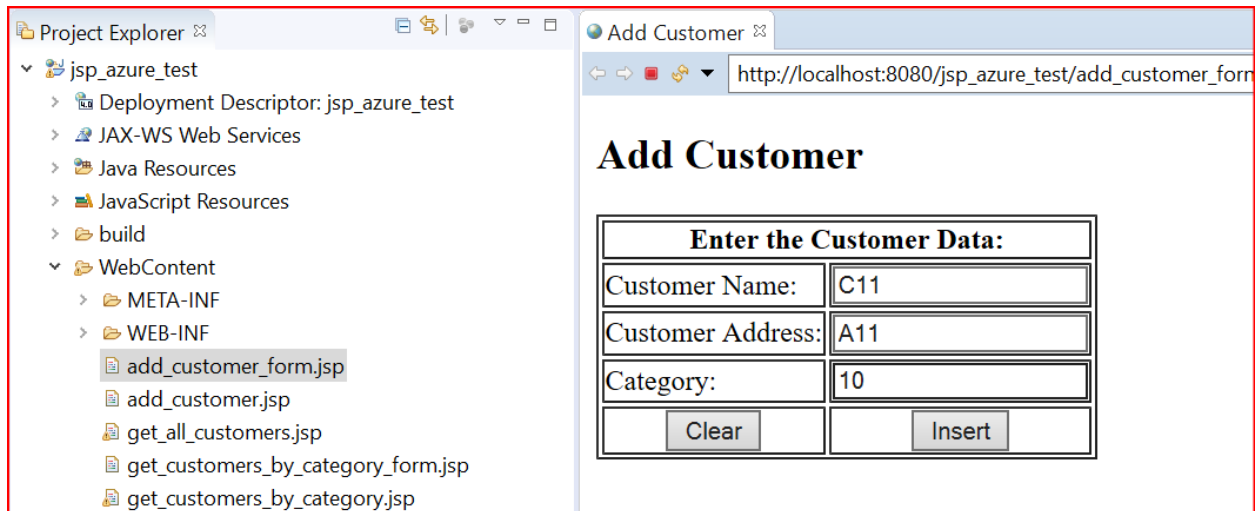 Project Explorer
jsp_azure_test
Deployment Descriptor: jsp_azure_test
JAX-WS Web Services
Java Resources
JavaScript Resources
build
WebContent
META-INF
WEB-INF
add_customer_form.jsp
add_customer.jsp
get_all_customers.jsp
get_customers_by_category_form.jsp
get_customers_by_category.jsp
Add Customer
http://localhost:8080/jsp_azure_test/add_customer_form
Add Customer
Enter the Customer Data:
Customer Name: C11
Customer Address: A11
Category: 10
Clear Insert